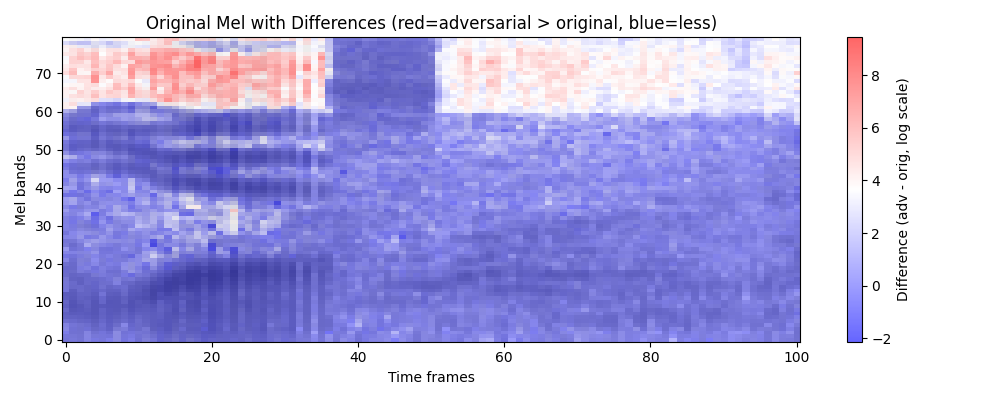 Original Mel with Differences (red=adversarial > original, blue=less)
Mel bands
70
60
50
40
30
20
10
0
0 20 40 60 80 100
Time frames
8
6
4
2
0
−2
Difference (adv - orig, log scale)